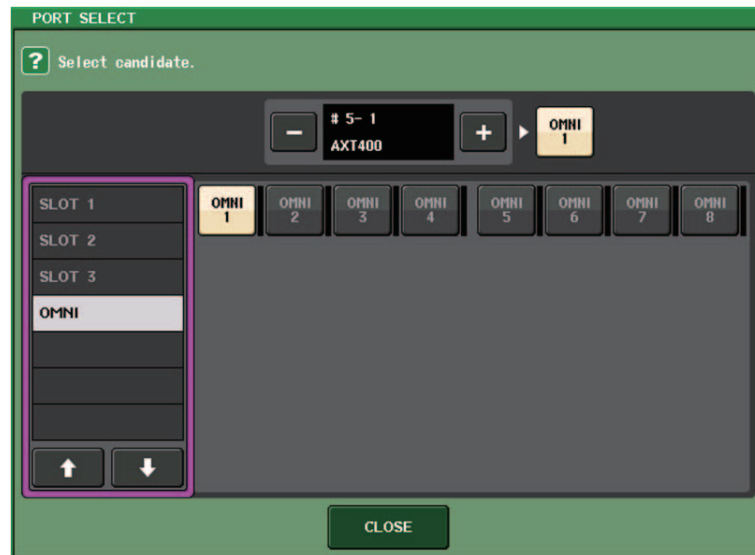 PORT SELECT
? Select candidate.
−
# 5- 1
AXT400
+
OMNI
1
SLOT 1
SLOT 2
SLOT 3
OMNI
OMNI
1
OMNI
2
OMNI
3
OMNI
4
OMNI
5
OMNI
6
OMNI
7
OMNI
8
CLOSE